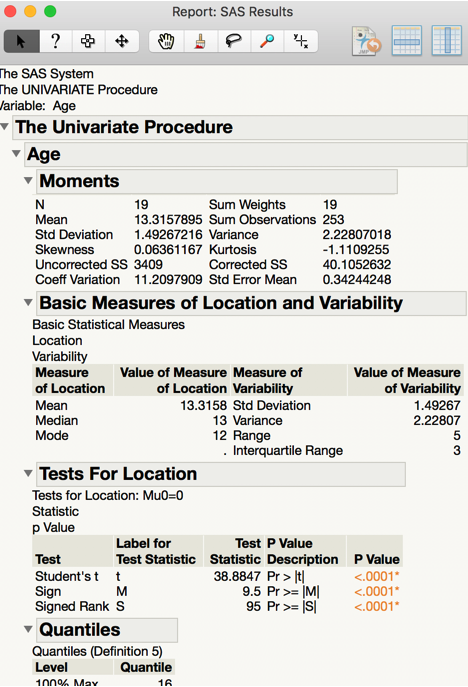 Report: SAS Results
The SAS System
The UNIVARIATE Procedure
Variable: Age
The Univariate Procedure
Age
Moments
N 19 Sum Weights 19
Mean 13.3157895 Sum Observations 253
Std Deviation 1.49267216 Variance 2.22807018
Skewness 0.06361167 Kurtosis -1.1109255
Uncorrected SS 3409 Corrected SS 40.1052632
Coeff Variation 11.2097909 Std Error Mean 0.34244248
Basic Measures of Location and Variability
Basic Statistical Measures
Location
Variability
Measure Value of Measure Measure of Value of Measure
of Location of Location Variability of Variability
Mean 13.3158 Std Deviation 1.49267
Median 13 Variance 2.22807
Mode 12 Range 5
. Interquartile Range 3
Tests For Location
Tests for Location: Mu0=0
Statistic
p Value
Label for Test P Value
Test Test Statistic Statistic Description P Value
Student's t t 38.8847 Pr > |t| <.0001*
Sign M 9.5 Pr >= |M| <.0001*
Signed Rank S 95 Pr >= |S| <.0001*
Quantiles
Quantiles (Definition 5)
Level Quantile
100% Max 16